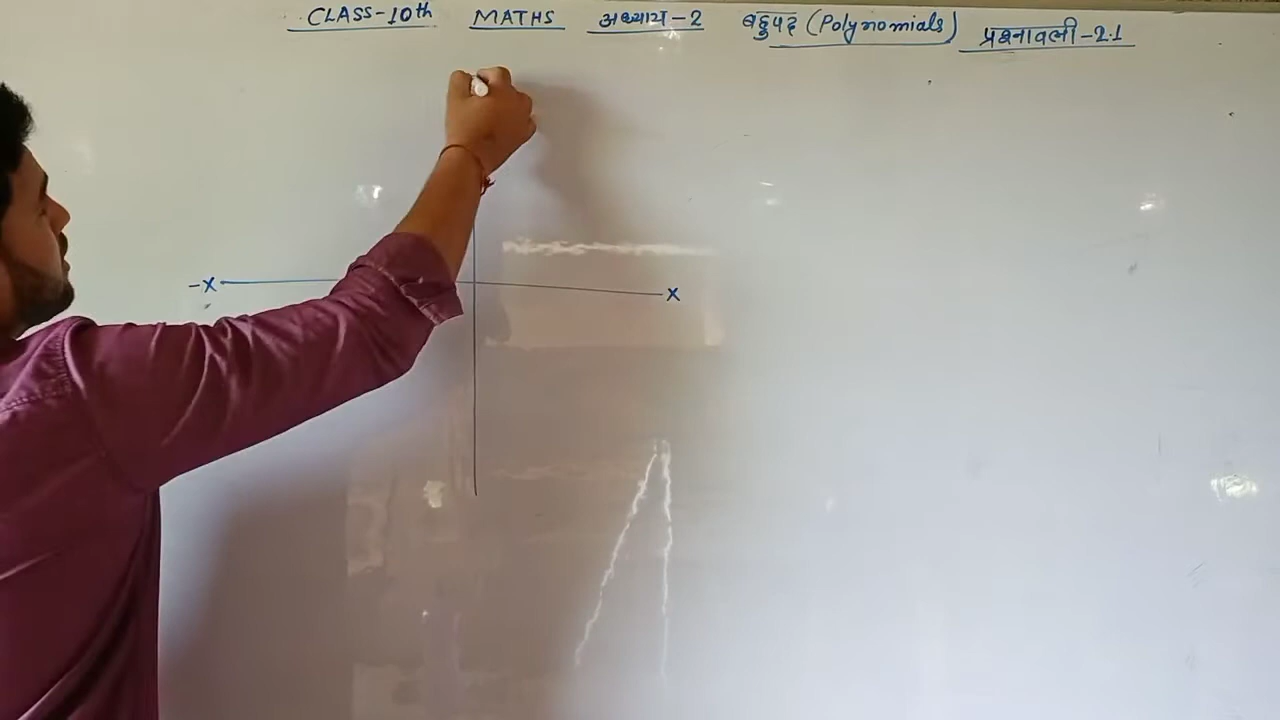 CLASS-10th MATHS अध्याय-2 बहुपद (Polynomials) प्रश्नावली-2.1
-X X